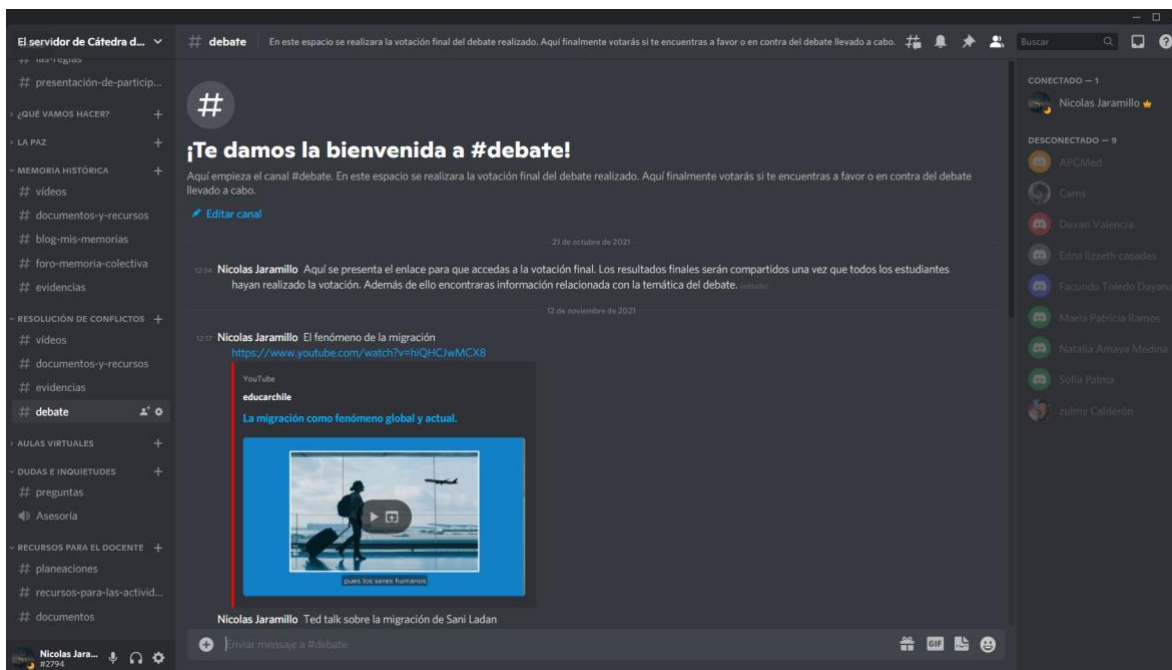 El servidor de Cátedra d...
# las-reglas
# presentación-de-particip...
¿QUÉ VAMOS HACER?
LA PAZ
MEMORIA HISTÓRICA
# vídeos
# documentos-y-recursos
# blog-mis-memorias
# foro-memoria-colectiva
# evidencias
RESOLUCIÓN DE CONFLICTOS
# vídeos
# documentos-y-recursos
# evidencias
# debate
AULAS VIRTUALES
DUDAS E INQUIETUDES
# preguntas
Asesoría
RECURSOS PARA EL DOCENTE
# planeaciones
# recursos-para-las-activid...
# documentos
Nicolas Jara...
#2794
# debate
En este espacio se realizara la votación final del debate realizado. Aquí finalmente votarás si te encuentras a favor o en contra del debate llevado a cabo.
Buscar
#
¡Te damos la bienvenida a #debate!
Aquí empieza el canal #debate. En este espacio se realizara la votación final del debate realizado. Aquí finalmente votarás si te encuentras a favor o en contra del debate
llevado a cabo.
Editar canal
21 de octubre de 2021
12:34 Nicolas Jaramillo Aquí se presenta el enlace para que accedas a la votación final. Los resultados finales serán compartidos una vez que todos los estudiantes
hayan realizado la votación. Además de ello encontraras información relacionada con la temática del debate. (editado)
12 de noviembre de 2021
12:17 Nicolas Jaramillo El fenómeno de la migración
https://www.youtube.com/watch?v=hiQHCJwMCX8
YouTube
educarchile
La migración como fenómeno global y actual.
pues los seres humanos
Nicolas Jaramillo Ted talk sobre la migración de Sani Ladan
Enviar mensaje a #debate
GIF
CONECTADO — 1
Nicolas Jaramillo
DESCONECTADO — 9
APCMed
Cams
Duvan Valencia
Edna lizzeth casades
Facundo Toledo Dayana
Maria Patricia Ramos
Natalia Amaya Medina
Sofia Palma
zulmy Calderón